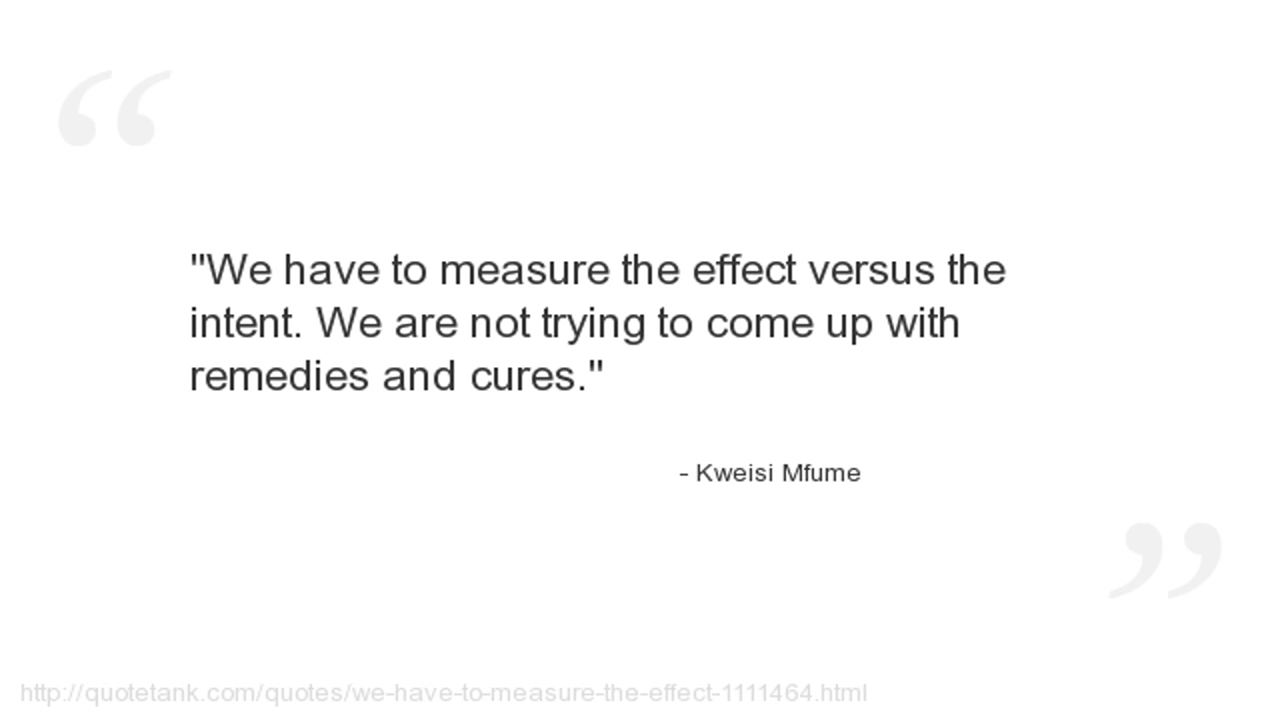 "We have to measure the effect versus the
intent. We are not trying to come up with
remedies and cures."
- Kweisi Mfume
http://quotetank.com/quotes/we-have-to-measure-the-effect-1111464.html